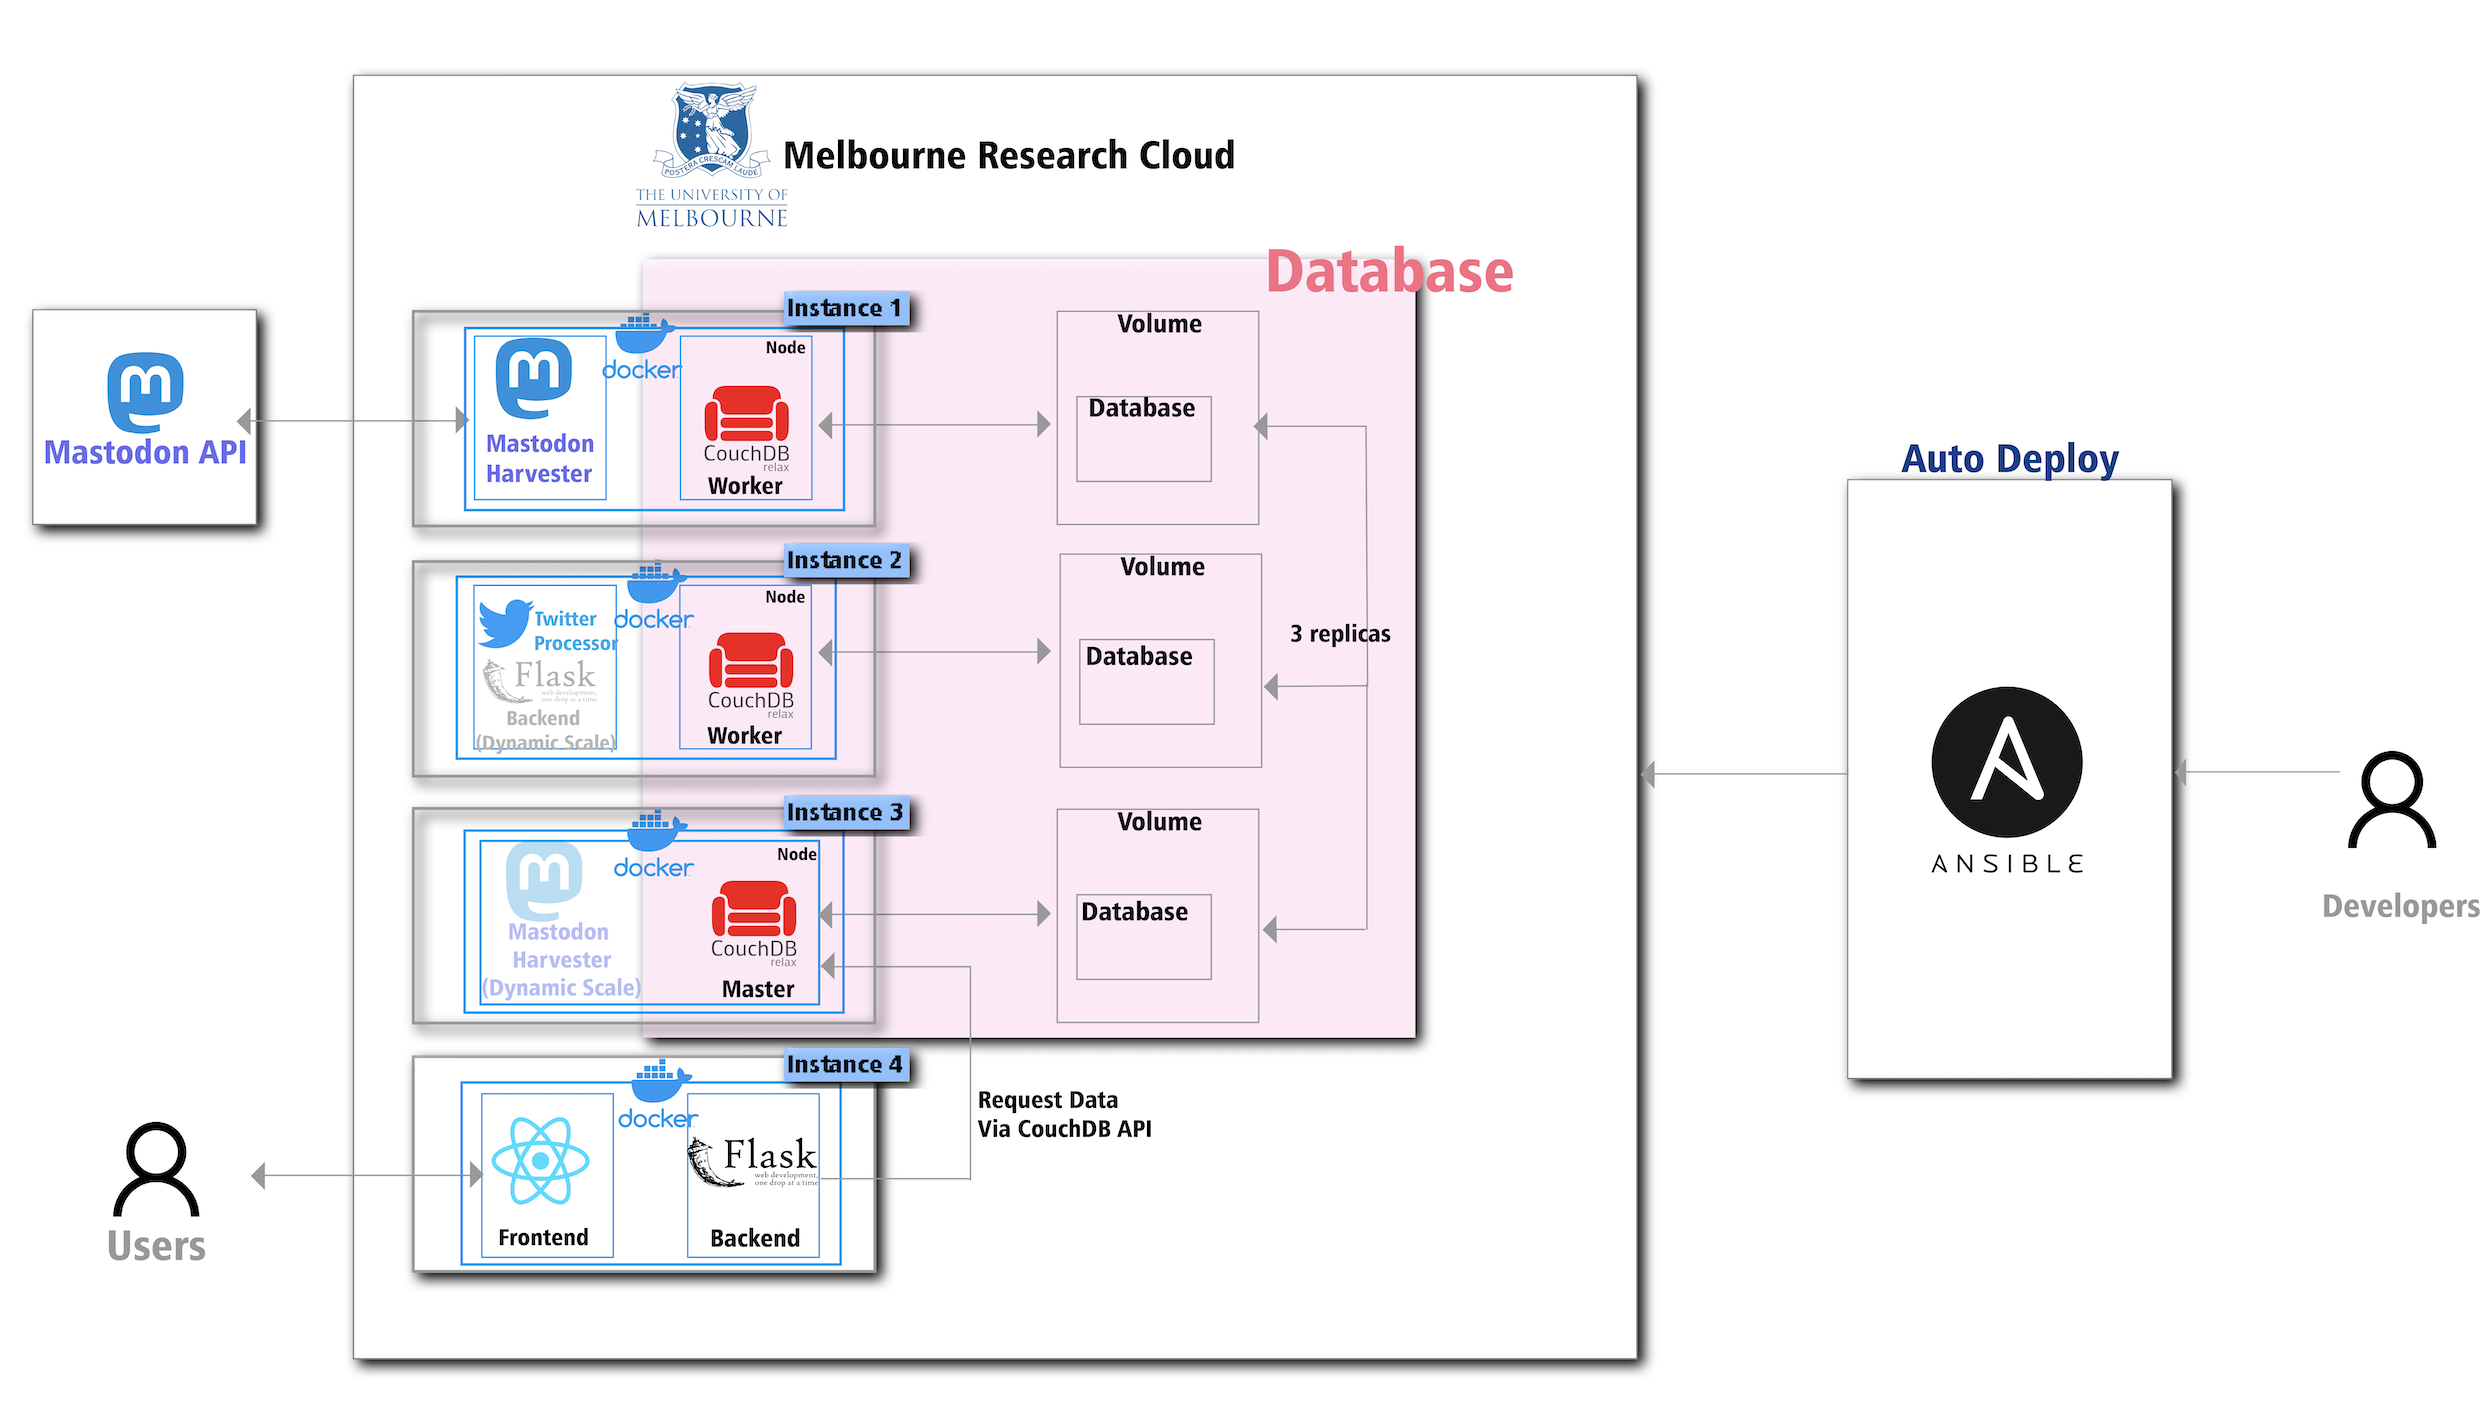 POSTERA CRESCAM LAUDE
THE UNIVERSITY OF
MELBOURNE
Melbourne Research Cloud
Database
Mastodon API
Instance 1
docker
Mastodon
Harvester
Node
CouchDB
relax
Worker
Volume
Database
Instance 2
docker
Twitter
Processor
Flask
web development,
one drop at a time
Backend
(Dynamic Scale)
Node
CouchDB
relax
Worker
Volume
Database
3 replicas
Instance 3
docker
Mastodon
Harvester
(Dynamic Scale)
Node
CouchDB
relax
Master
Volume
Database
Instance 4
docker
Frontend
Flask
web development,
one drop at a time
Backend
Request Data
Via CouchDB API
Users
Auto Deploy
ANSIBLE
Developers